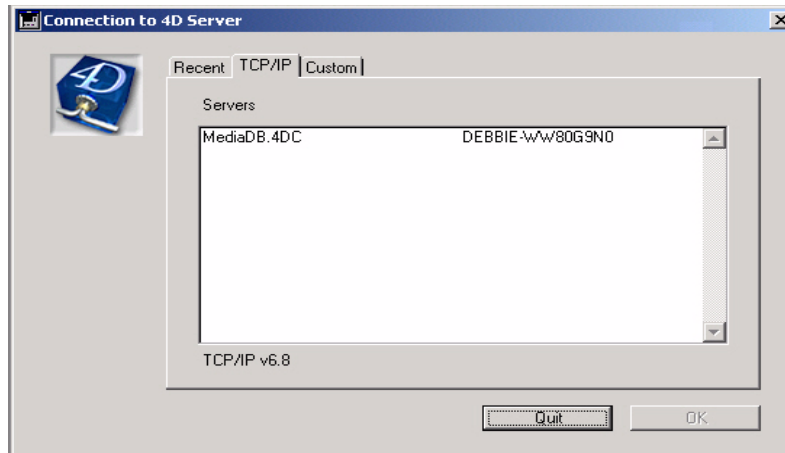 Connection to 4D Server
4D
Recent TCP/IP Custom
Servers
MediaDB.4DC DEBBIE-WW80G9N0
TCP/IP v6.8
Quit OK